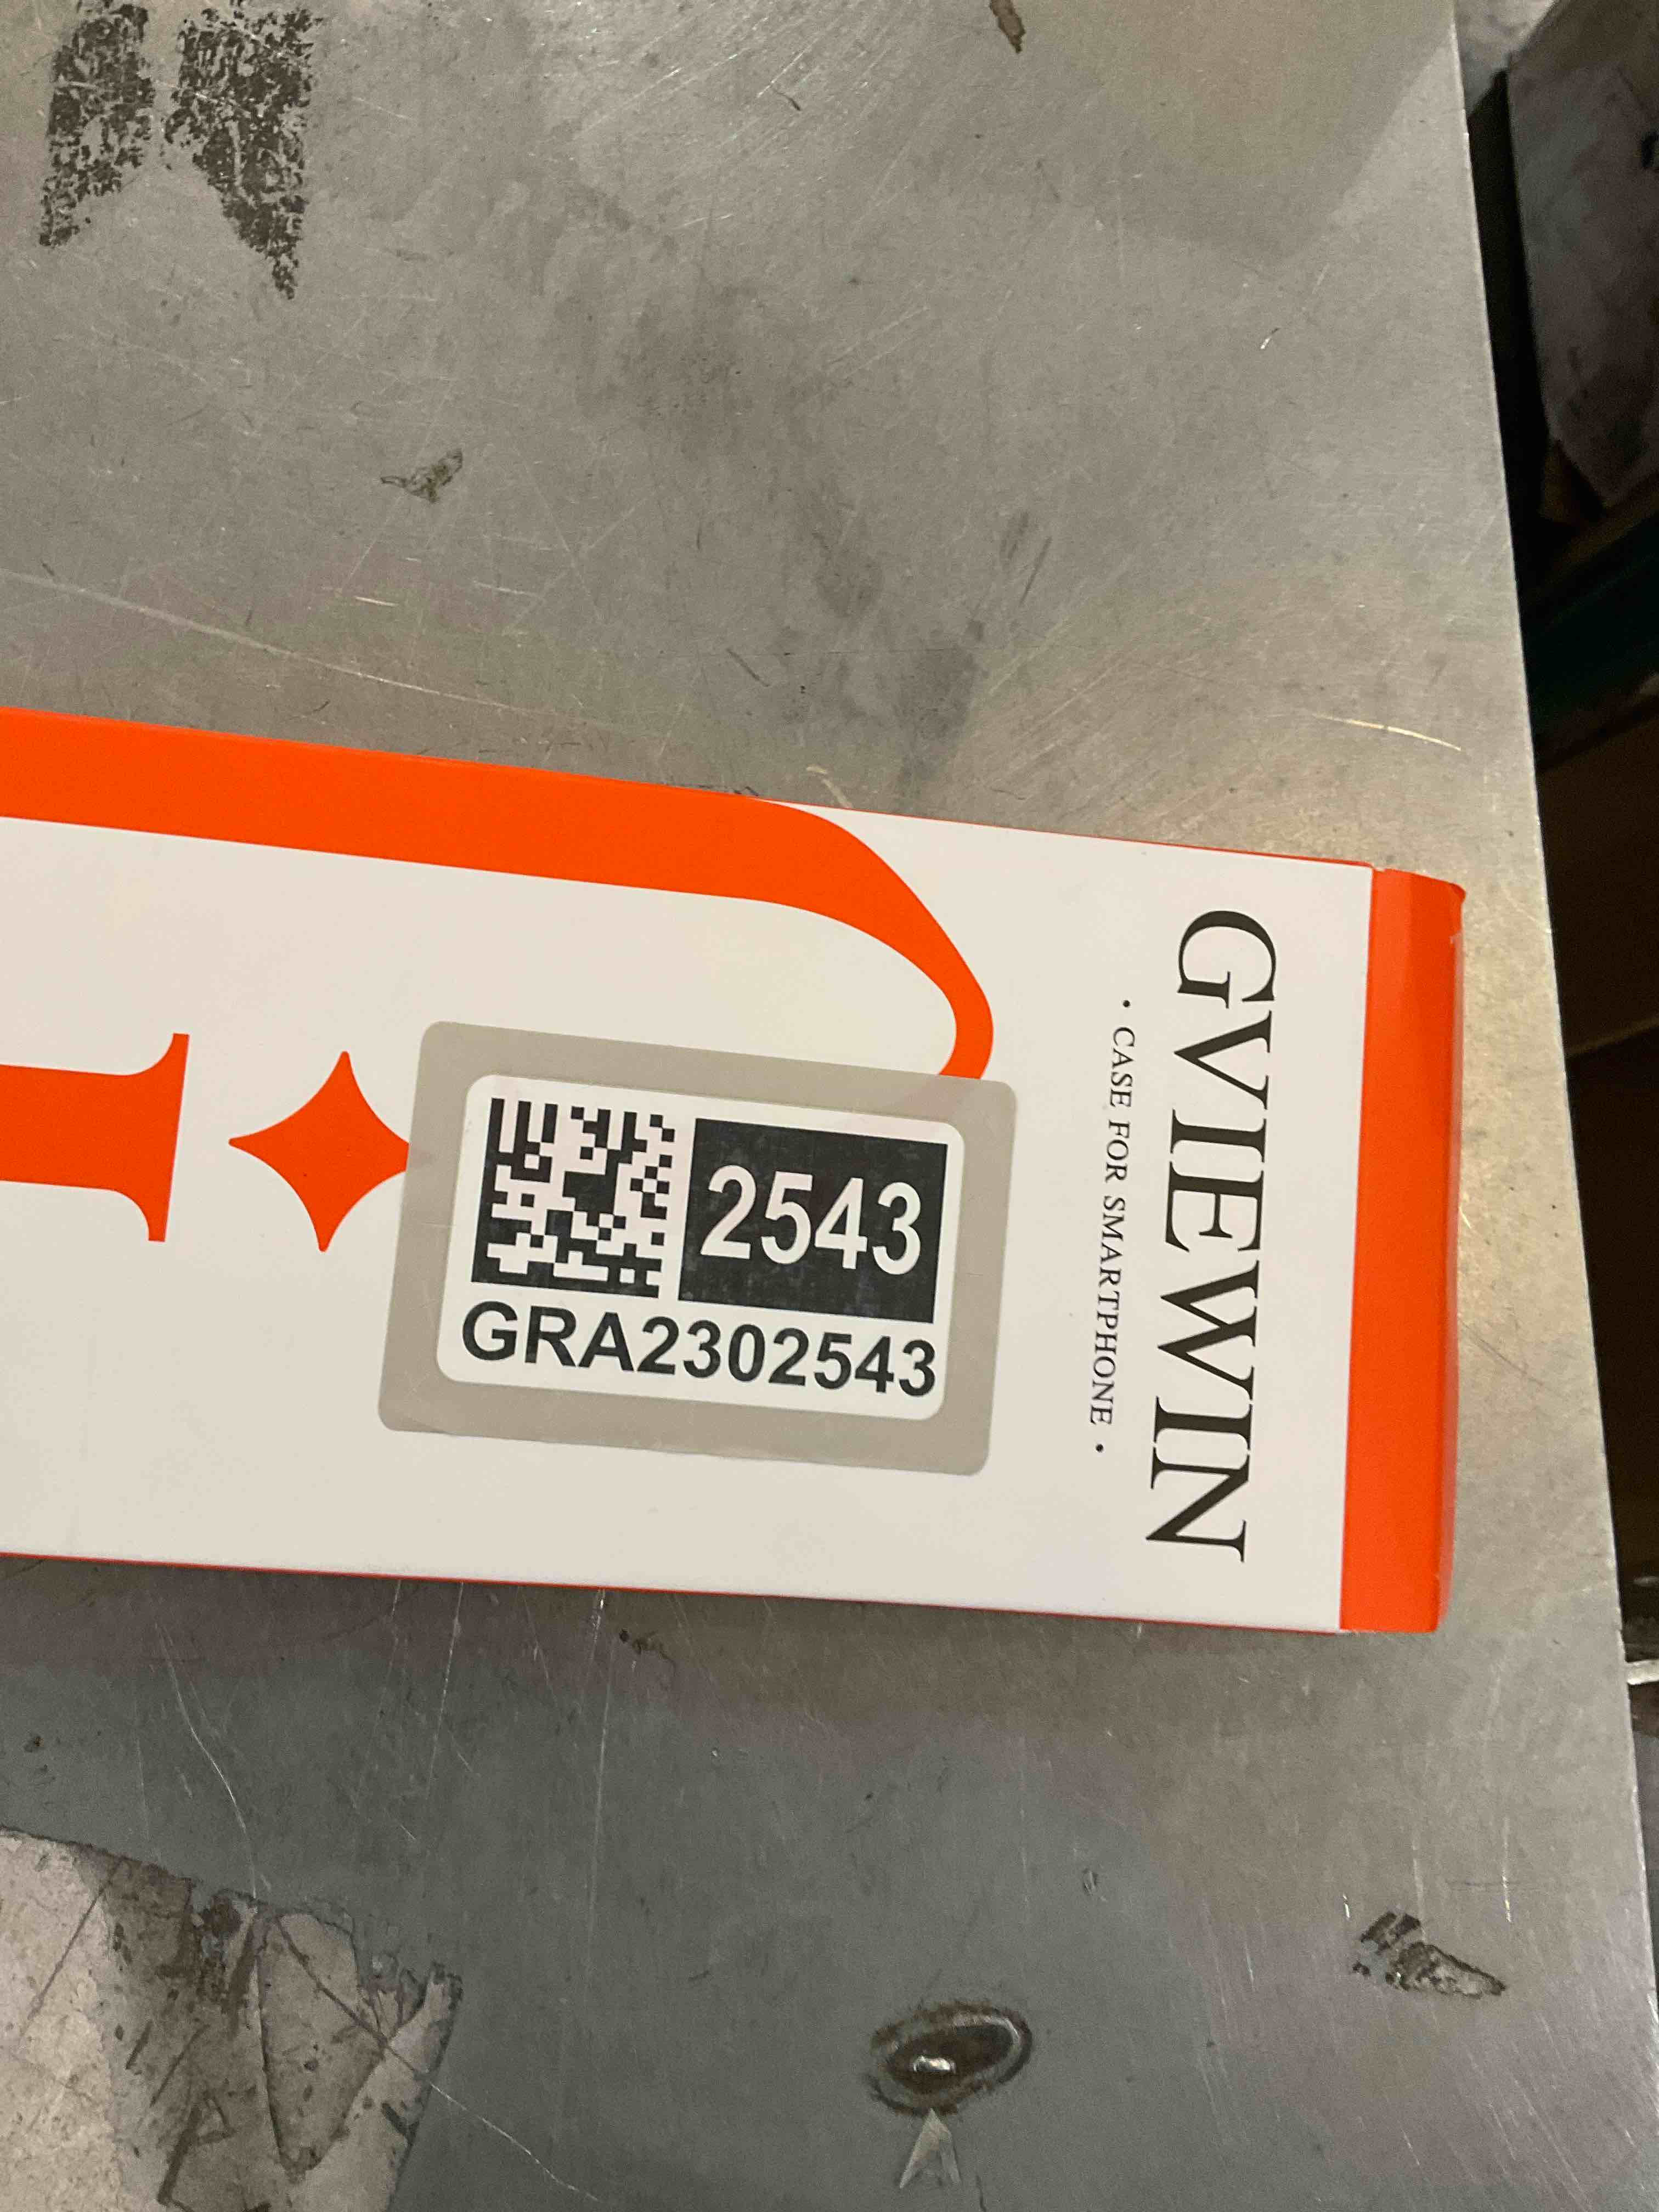 2543
GRA2302543
GVIEWIN
· CASE FOR SMARTPHONE ·